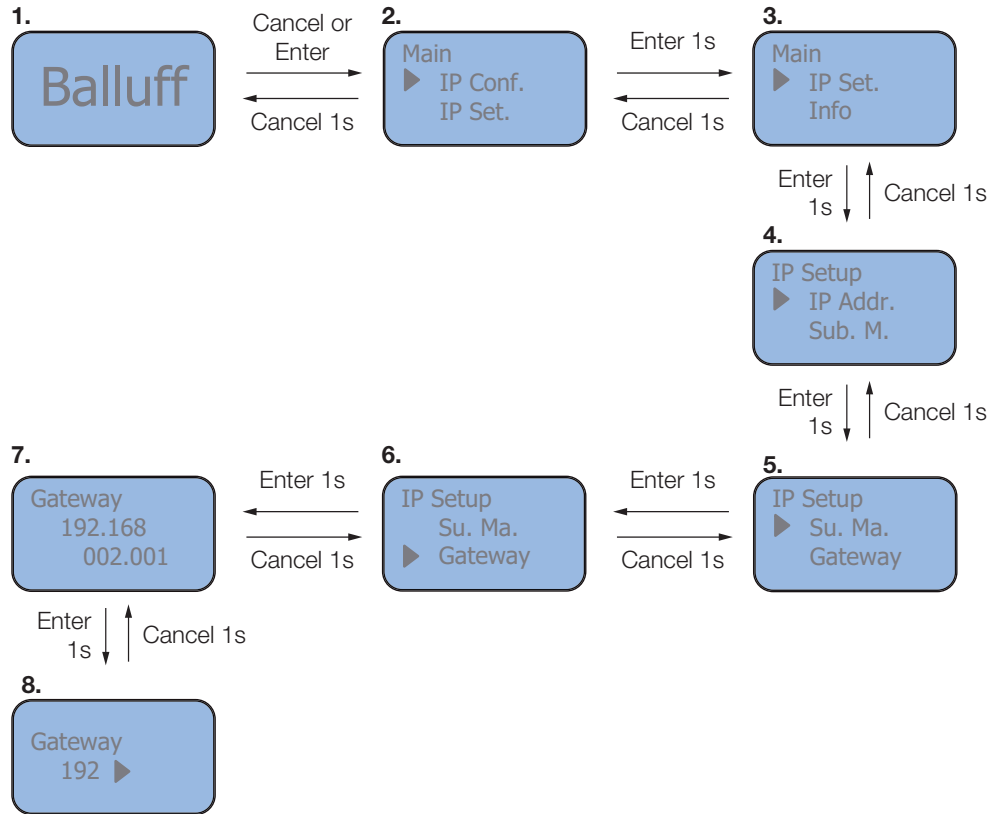 1.
Balluff
Cancel or
Enter
Cancel 1s
2.
Main
▶ IP Conf.
IP Set.
Enter 1s
Cancel 1s
3.
Main
▶ IP Set.
Info
Enter
1s
Cancel 1s
4.
IP Setup
▶ IP Addr.
Sub. M.
Enter
1s
Cancel 1s
5.
IP Setup
▶ Su. Ma.
Gateway
Enter 1s
Cancel 1s
6.
IP Setup
Su. Ma.
▶ Gateway
Enter 1s
Cancel 1s
7.
Gateway
192.168
002.001
Enter
1s
Cancel 1s
8.
Gateway
192 ▶